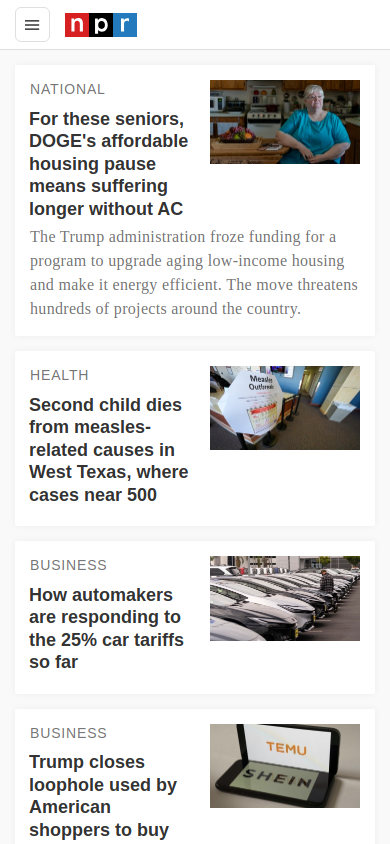 npr
NATIONAL
For these seniors,
DOGE's affordable
housing pause
means suffering
longer without AC
The Trump administration froze funding for a
program to upgrade aging low-income housing
and make it energy efficient. The move threatens
hundreds of projects around the country.
HEALTH
Second child dies
from measles-
related causes in
West Texas, where
cases near 500
Measles
Outbreak
BUSINESS
How automakers
are responding to
the 25% car tariffs
so far
BUSINESS
Trump closes
loophole used by
American
shoppers to buy
TEMU
SHEIN